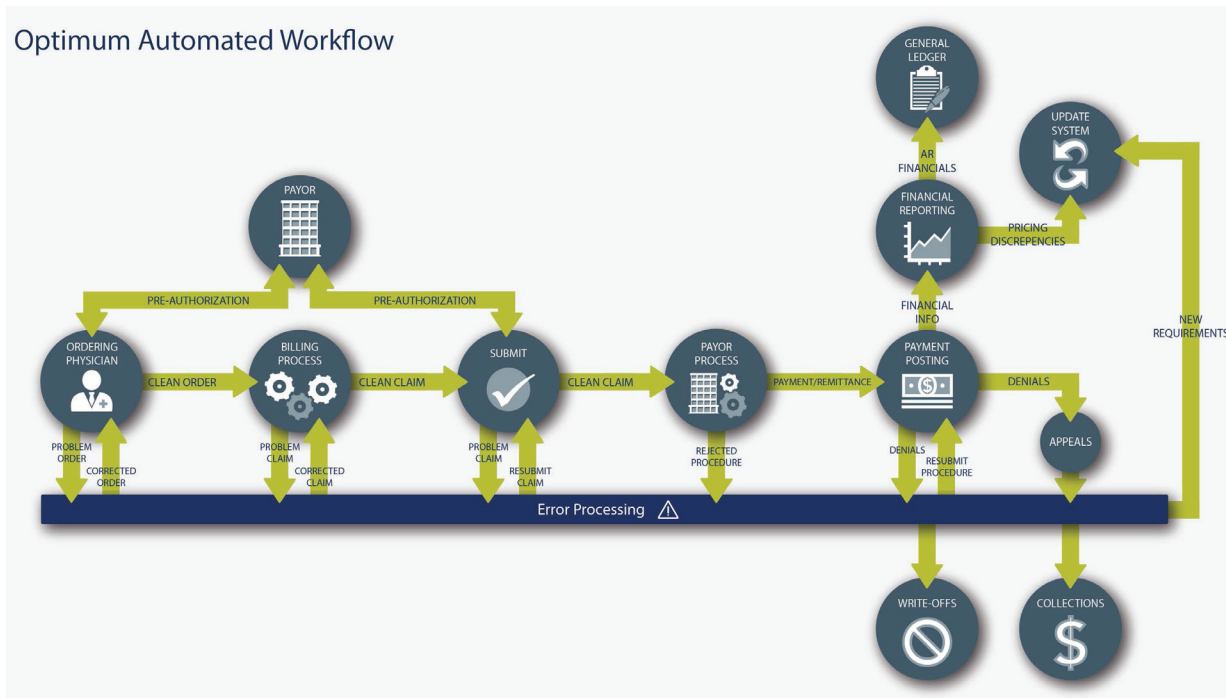 Optimum Automated Workflow
GENERAL
LEDGER
UPDATE
SYSTEM
AR
FINANCIALS
PAYOR
FINANCIAL
REPORTING
PRICING
DISCREPENCIES
PRE-AUTHORIZATION
PRE-AUTHORIZATION
FINANCIAL
INFO
NEW
REQUIREMENTS
ORDERING
PHYSICIAN
BILLING
PROCESS
SUBMIT
PAYOR
PROCESS
PAYMENT
POSTING
CLEAN ORDER
CLEAN CLAIM
CLEAN CLAIM
PAYMENT/REMITTANCE
$
DENIALS
PROBLEM
ORDER
CORRECTED
ORDER
PROBLEM
CLAIM
CORRECTED
CLAIM
PROBLEM
CLAIM
RESUBMIT
CLAIM
REJECTED
PROCEDURE
DENIALS
RESUBMIT
PROCEDURE
APPEALS
Error Processing
WRITE-OFFS
COLLECTIONS
$